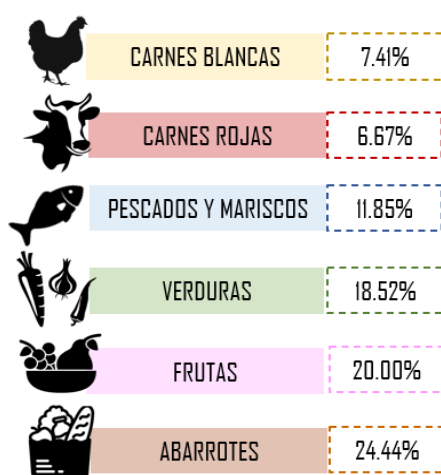 CARNES BLANCAS 7.41%
CARNES ROJAS 6.67%
PESCADOS Y MARISCOS 11.85%
VERDURAS 18.52%
FRUTAS 20.00%
ABARROTES 24.44%